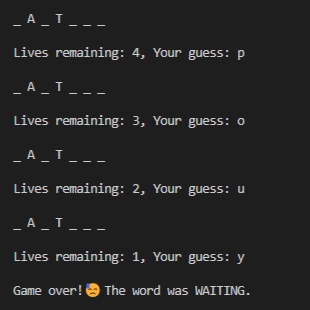 _ A _ T _ _ _
Lives remaining: 4, Your guess: p
_ A _ T _ _ _
Lives remaining: 3, Your guess: o
_ A _ T _ _ _
Lives remaining: 2, Your guess: u
_ A _ T _ _ _
Lives remaining: 1, Your guess: y
Game over!😓 The word was WAITING.